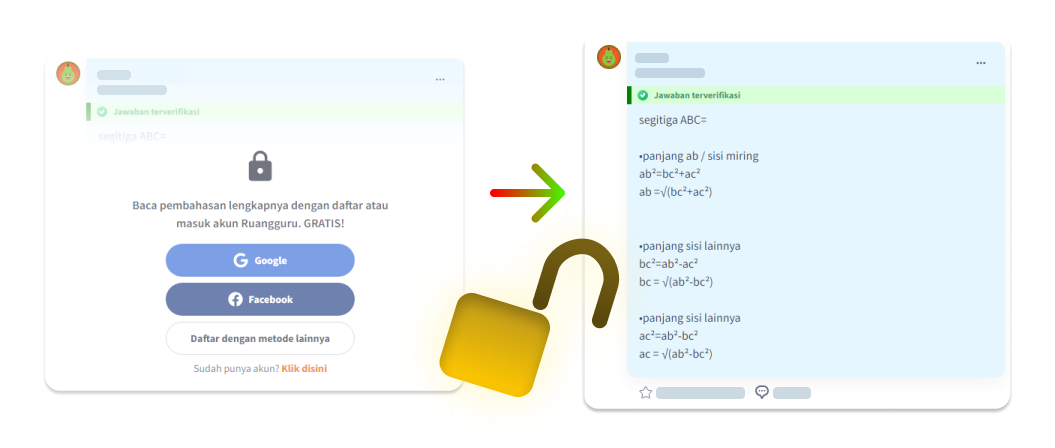 Jawaban terverifikasi
segitiga ABC=
Baca pembahasan lengkapnya dengan daftar atau
masuk akun Ruangguru. GRATIS!
Google
Facebook
Daftar dengan metode lainnya
Sudah punya akun? Klik disini
Jawaban terverifikasi
segitiga ABC=
•panjang ab / sisi miring
ab²=bc²+ac²
ab =√(bc²+ac²)
•panjang sisi lainnya
bc²=ab²-ac²
bc = √(ab²-bc²)
•panjang sisi lainnya
ac²=ab²-bc²
ac = √(ab²-bc²)